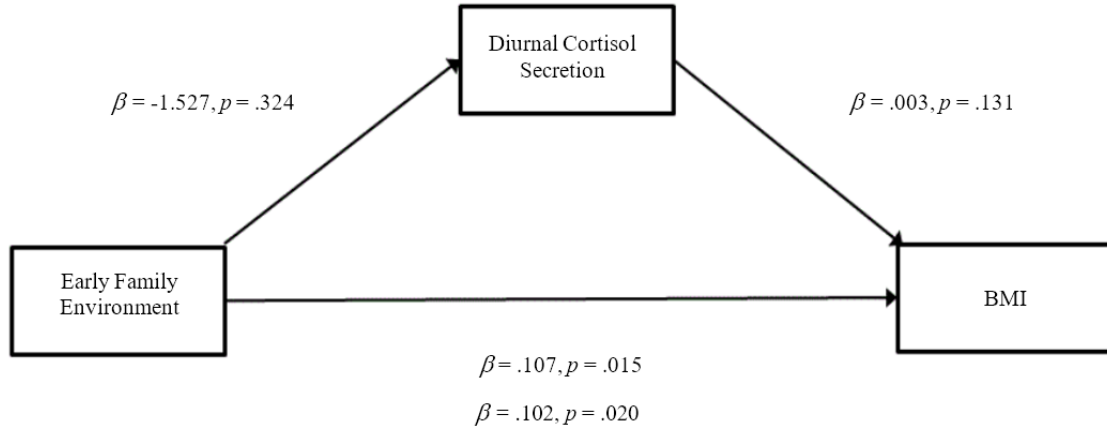 Diurnal Cortisol
Secretion
β = -1.527, p = .324
β = .003, p = .131
Early Family
Environment
BMI
β = .107, p = .015
β = .102, p = .020